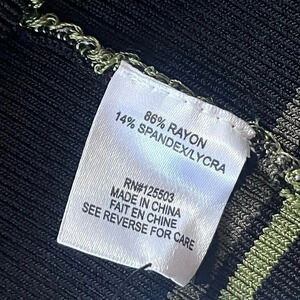 86% RAYON
14% SPANDEX/LYCRA
RN#125503
MADE IN CHINA
FAIT EN CHINE
SEE REVERSE FOR CARE